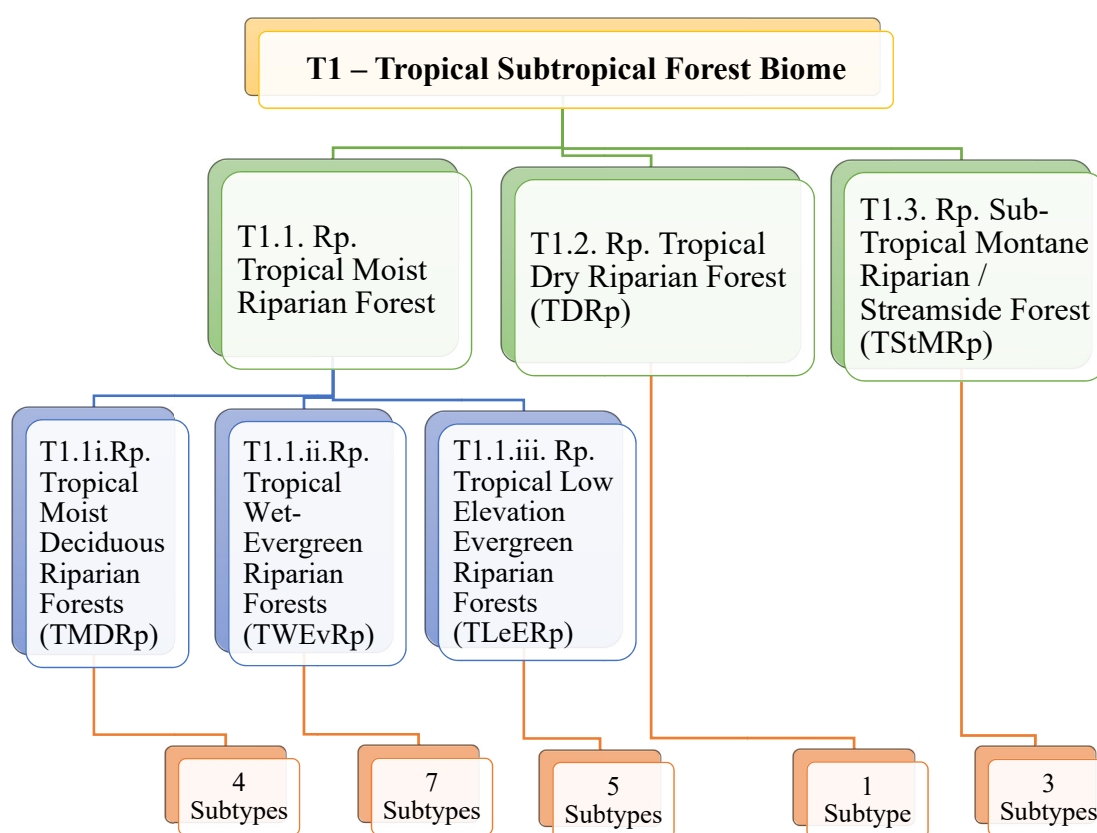 T1 – Tropical Subtropical Forest Biome
T1.1. Rp.
Tropical Moist
Riparian Forest
T1.2. Rp. Tropical
Dry Riparian Forest
(TDRp)
T1.3. Rp. Sub-
Tropical Montane
Riparian /
Streamside Forest
(TStMRp)
T1.1i.Rp.
Tropical
Moist
Deciduous
Riparian
Forests
(TMDRp)
T1.1.ii.Rp.
Tropical
Wet-
Evergreen
Riparian
Forests
(TWEvRp)
T1.1.iii. Rp.
Tropical Low
Elevation
Evergreen
Riparian
Forests
(TLeERp)
4
Subtypes
7
Subtypes
5
Subtypes
1
Subtype
3
Subtypes